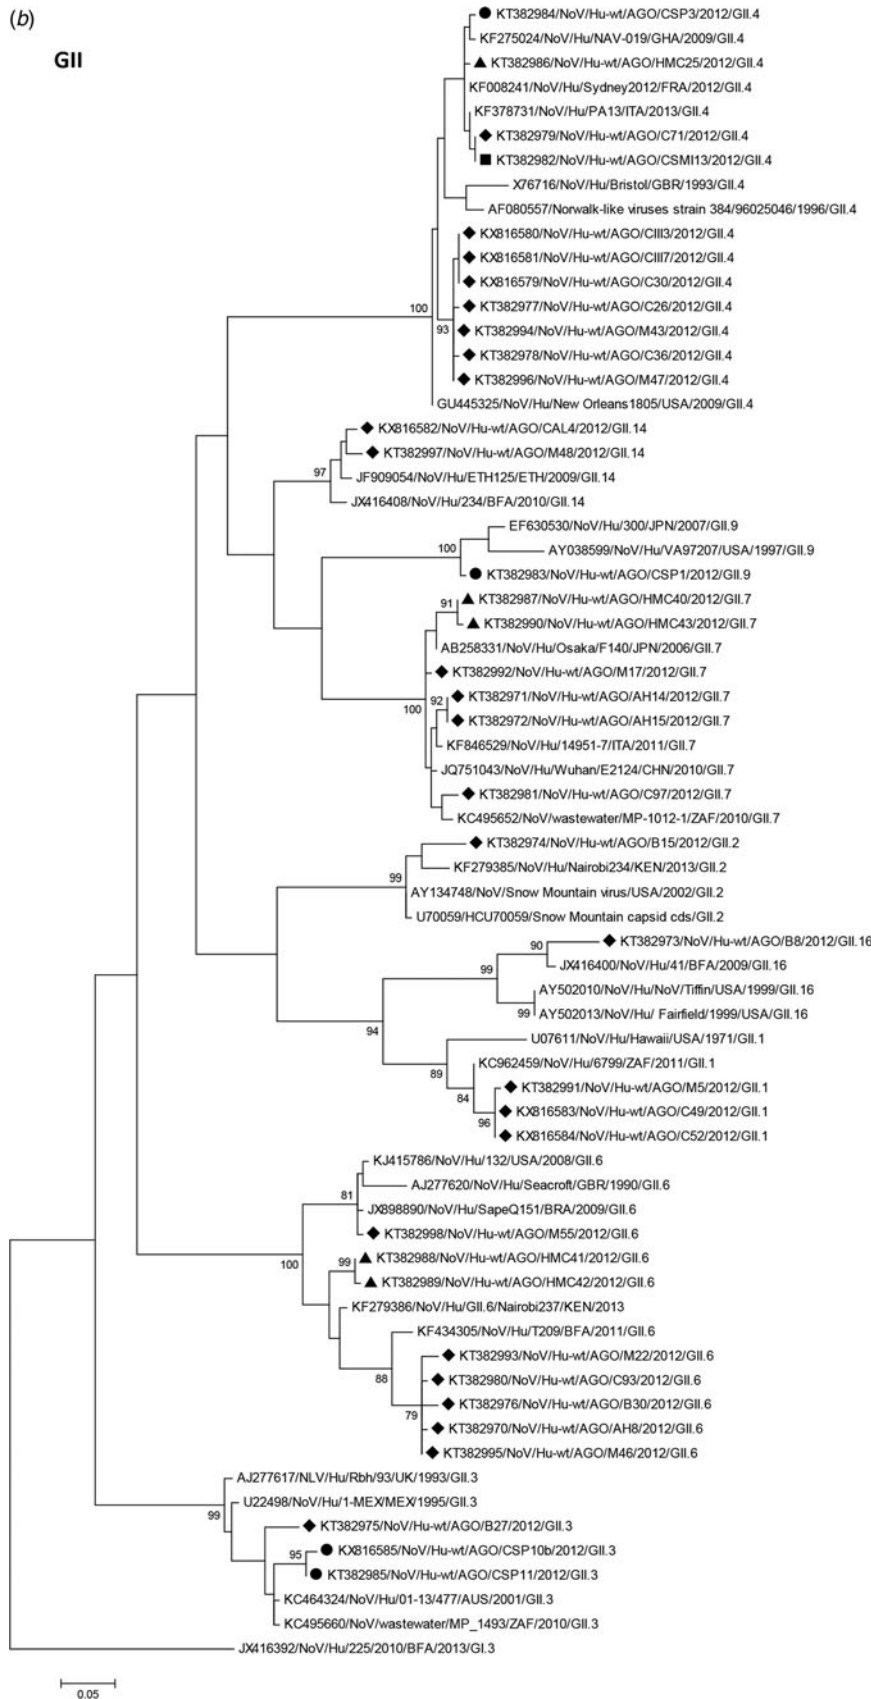 (b)
GII
KT382984/NoV/Hu-wt/AGO/CSP3/2012/GII.4
KF275024/NoV/Hu/NAV-019/GHA/2009/GII.4
KT382986/NoV/Hu-wt/AGO/HMC25/2012/GII.4
KF008241/NoV/Hu/Sydney2012/FRA/2012/GII.4
KF378731/NoV/Hu/PA13/ITA/2013/GII.4
KT382979/NoV/Hu-wt/AGO/C71/2012/GII.4
KT382982/NoV/Hu-wt/AGO/CSMI13/2012/GII.4
X76716/NoV/Hu/Bristol/GBR/1993/GII.4
AF080557/Norwalk-like viruses strain 384/96025046/1996/GII.4
KX816580/NoV/Hu-wt/AGO/CIII3/2012/GII.4
KX816581/NoV/Hu-wt/AGO/CIII7/2012/GII.4
KX816579/NoV/Hu-wt/AGO/C30/2012/GII.4
100
KT382977/NoV/Hu-wt/AGO/C26/2012/GII.4
93
KT382994/NoV/Hu-wt/AGO/M43/2012/GII.4
KT382978/NoV/Hu-wt/AGO/C36/2012/GII.4
KT382996/NoV/Hu-wt/AGO/M47/2012/GII.4
GU445325/NoV/Hu/New Orleans1805/USA/2009/GII.4
KX816582/NoV/Hu-wt/AGO/CAL4/2012/GII.14
KT382997/NoV/Hu-wt/AGO/M48/2012/GII.14
97
JF909054/NoV/Hu/ETH125/ETH/2009/GII.14
JX416408/NoV/Hu/234/BFA/2010/GII.14
EF630530/NoV/Hu/300/JPN/2007/GII.9
100
AY038599/NoV/Hu/VA97207/USA/1997/GII.9
KT382983/NoV/Hu-wt/AGO/CSP1/2012/GII.9
91
KT382987/NoV/Hu-wt/AGO/HMC40/2012/GII.7
KT382990/NoV/Hu-wt/AGO/HMC43/2012/GII.7
AB258331/NoV/Hu/Osaka/F140/JPN/2006/GII.7
KT382992/NoV/Hu-wt/AGO/M17/2012/GII.7
92
KT382971/NoV/Hu-wt/AGO/AH14/2012/GII.7
100
KT382972/NoV/Hu-wt/AGO/AH15/2012/GII.7
KF846529/NoV/Hu/14951-7/ITA/2011/GII.7
JQ751043/NoV/Hu/Wuhan/E2124/CHN/2010/GII.7
KT382981/NoV/Hu-wt/AGO/C97/2012/GII.7
KC495652/NoV/wastewater/MP-1012-1/ZAF/2010/GII.7
KT382974/NoV/Hu-wt/AGO/B15/2012/GII.2
KF279385/NoV/Hu/Nairobi234/KEN/2013/GII.2
99
AY134748/NoV/Snow Mountain virus/USA/2002/GII.2
U70059/HCU70059/Snow Mountain capsid cds/GII.2
90
KT382973/NoV/Hu-wt/AGO/B8/2012/GII.16
JX416400/NoV/Hu/41/BFA/2009/GII.16
99
AY502010/NoV/Hu/NoV/Tiffin/USA/1999/GII.16
99
AY502013/NoV/Hu/ Fairfield/1999/USA/GII.16
94
U07611/NoV/Hu/Hawaii/USA/1971/GII.1
KC962459/NoV/Hu/6799/ZAF/2011/GII.1
89
KT382991/NoV/Hu-wt/AGO/M5/2012/GII.1
84
KX816583/NoV/Hu-wt/AGO/C49/2012/GII.1
96
KX816584/NoV/Hu-wt/AGO/C52/2012/GII.1
KJ415786/NoV/Hu/132/USA/2008/GII.6
AJ277620/NoV/Hu/Seacroft/GBR/1990/GII.6
81
JX898890/NoV/Hu/SapeQ151/BRA/2009/GII.6
KT382998/NoV/Hu-wt/AGO/M55/2012/GII.6
100
99
KT382988/NoV/Hu-wt/AGO/HMC41/2012/GII.6
KT382989/NoV/Hu-wt/AGO/HMC42/2012/GII.6
KF279386/NoV/Hu/GII.6/Nairobi237/KEN/2013
KF434305/NoV/Hu/T209/BFA/2011/GII.6
KT382993/NoV/Hu-wt/AGO/M22/2012/GII.6
88
KT382980/NoV/Hu-wt/AGO/C93/2012/GII.6
KT382976/NoV/Hu-wt/AGO/B30/2012/GII.6
79
KT382970/NoV/Hu-wt/AGO/AH8/2012/GII.6
KT382995/NoV/Hu-wt/AGO/M46/2012/GII.6
AJ277617/NLV/Hu/Rbh/93/UK/1993/GII.3
U22498/NoV/Hu/1-MEX/MEX/1995/GII.3
99
KT382975/NoV/Hu-wt/AGO/B27/2012/GII.3
95
KX816585/NoV/Hu-wt/AGO/CSP10b/2012/GII.3
KT382985/NoV/Hu-wt/AGO/CSP11/2012/GII.3
KC464324/NoV/Hu/01-13/477/AUS/2001/GII.3
KC495660/NoV/wastewater/MP_1493/ZAF/2010/GII.3
JX416392/NoV/Hu/225/2010/BFA/2013/GI.3
0.05